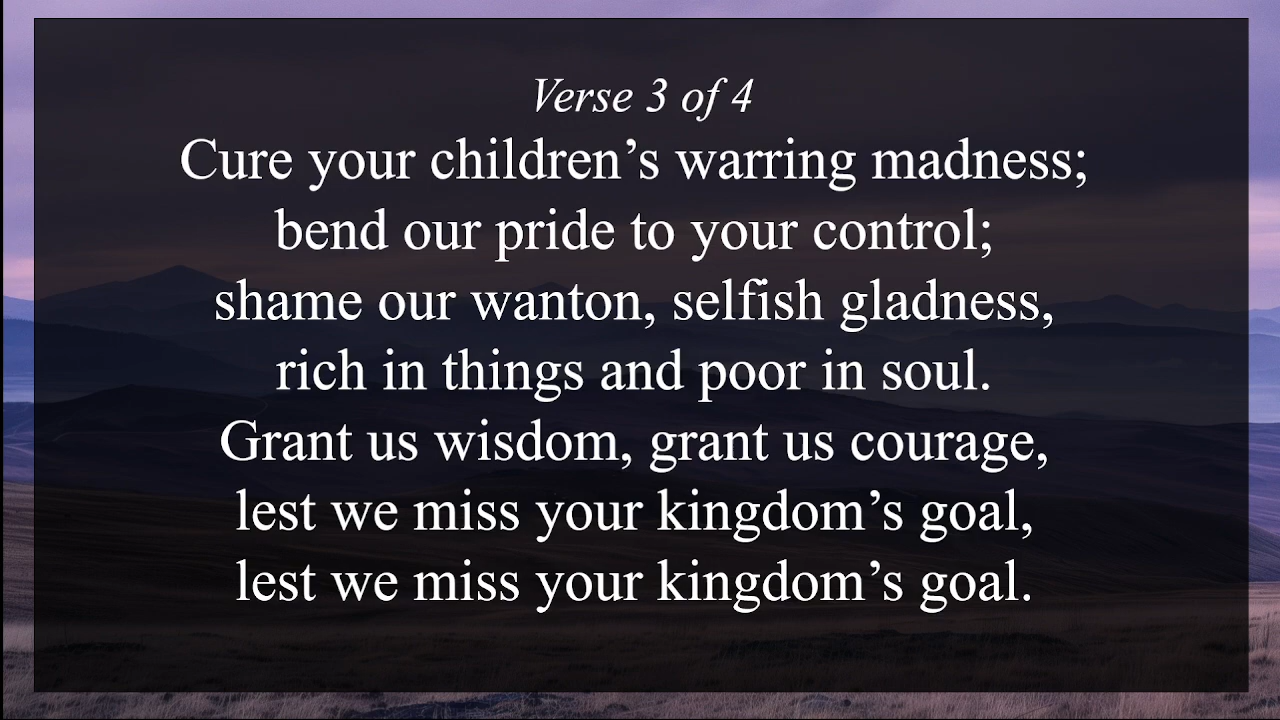 Verse 3 of 4
Cure your children’s warring madness;
bend our pride to your control;
shame our wanton, selfish gladness,
rich in things and poor in soul.
Grant us wisdom, grant us courage,
lest we miss your kingdom’s goal,
lest we miss your kingdom’s goal.